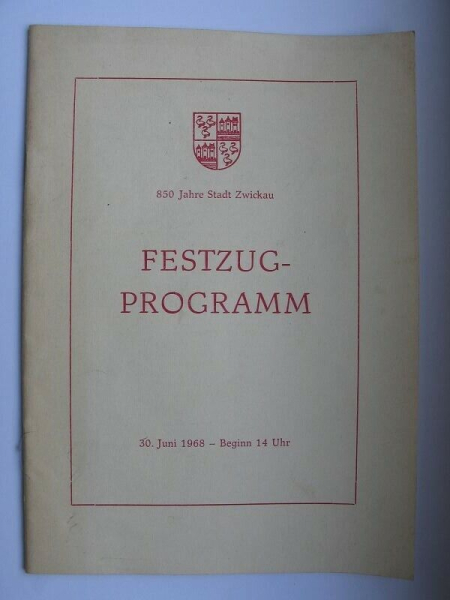 850 Jahre Stadt Zwickau
FESTZUG-
PROGRAMM
30. Juni 1968 – Beginn 14 Uhr